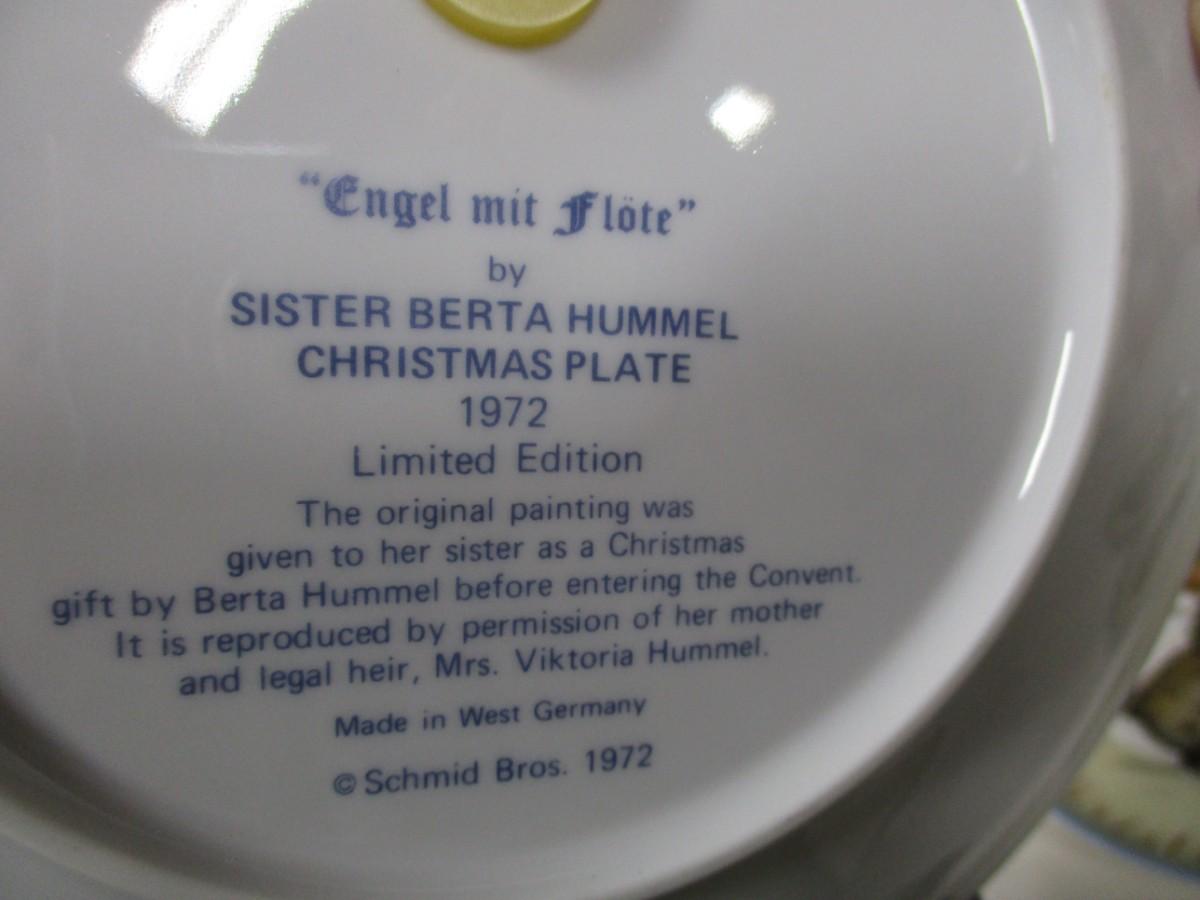 “Engel mit Flöte”
by
SISTER BERTA HUMMEL
CHRISTMAS PLATE
1972
Limited Edition
The original painting was
given to her sister as a Christmas
gift by Berta Hummel before entering the Convent.
It is reproduced by permission of her mother
and legal heir, Mrs. Viktoria Hummel.
Made in West Germany
© Schmid Bros. 1972